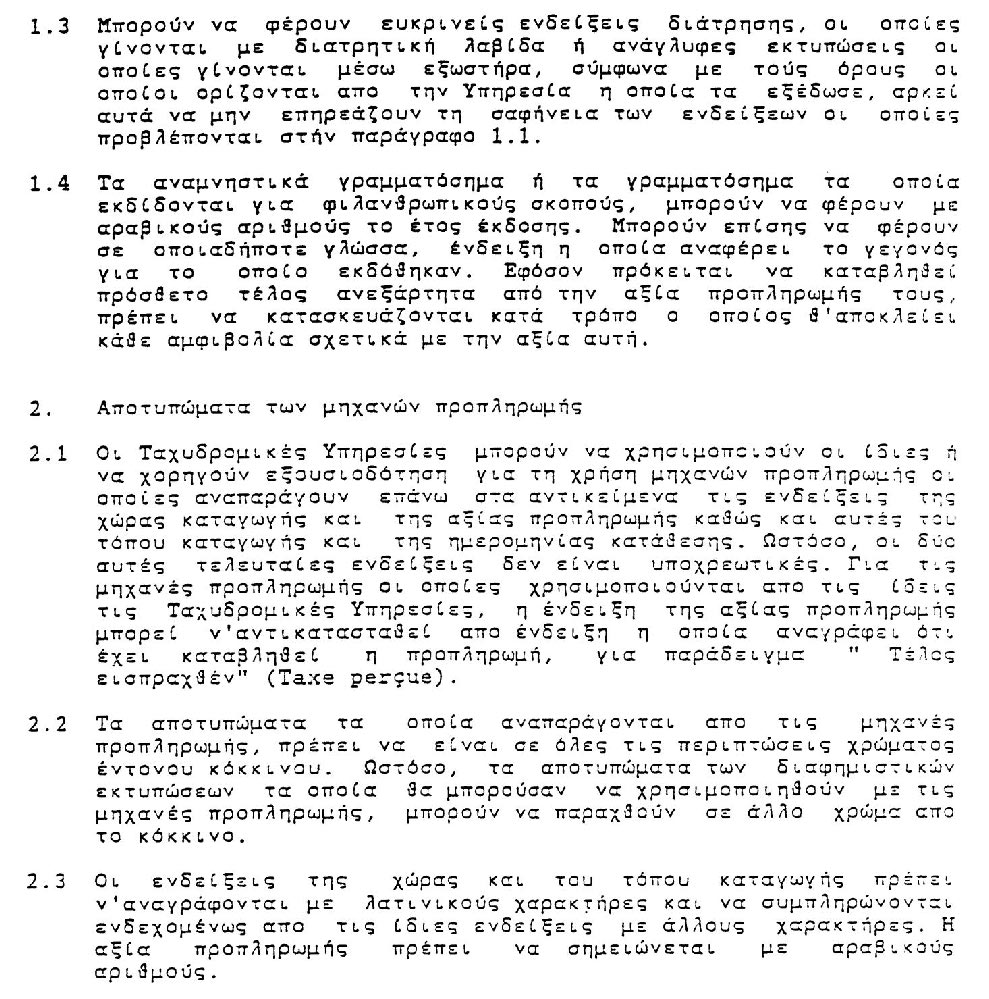 1.3 Μπορούν να φέρουν ευκρινείς ενδείξεις διάτρησης, οι οποίες
γίνονται με διατρητική λαβίδα ή ανάγλυφες εκτυπώσεις οι
οποίες γίνονται μέσω εξωστήρα, σύμφωνα με τούς όρους οι
οποίοι ορίζονται απο την Υπηρεσία η οποία τα εξέδωσε, αρκεί
αυτά να μην επηρεάζουν τη σαφήνεια των ενδείξεων οι οποίες
προβλέπονται στήν παράγραφο 1.1.
1.4 Τα αναμνηστικά γραμματόσημα ή τα γραμματόσημα τα οποία
εκδίδονται για φιλανθρωπικούς σκοπούς, μπορούν να φέρουν με
αραβικούς αριθμούς το έτος έκδοσης. Μπορούν επίσης να φέρουν
σε οποιαδήποτε γλώσσα, ένδειξη η οποία αναφέρει το γεγονός
για το οποίο εκδόθηκαν. Εφόσον πρόκειται να καταβληθεί
πρόσθετο τέλος ανεξάρτητα από την αξία προπληρωμής τους,
πρέπει να κατασκευάζονται κατά τρόπο ο οποίος θ'αποκλείει
κάθε αμφιβολία σχετικά με την αξία αυτή.
2. Αποτυπώματα των μηχανών προπληρωμής
2.1 Οι Ταχυδρομικές Υπηρεσίες μπορούν να χρησιμοποιούν οι ίδιες ή
να χορηγούν εξουσιοδότηση για τη χρήση μηχανών προπληρωμής οι
οποίες αναπαράγουν επάνω στα αντικείμενα τις ενδείξεις της
χώρας καταγωγής και της αξίας προπληρωμής καθώς και αυτές του
τόπου καταγωγής και της ημερομηνίας κατάθεσης. Ωστόσο, οι δύο
αυτές τελευταίες ενδείξεις δεν είναι υποχρεωτικές. Για τις
μηχανές προπληρωμής οι οποίες χρησιμοποιούνται απο τις ίδεις
τις Ταχυδρομικές Υπηρεσίες, η ένδειξη της αξίας προπληρωμής
μπορεί ν'αντικατασταθεί απο ένδειξη η οποία αναγράφει ότι
έχει καταβληθεί η προπληρωμή, για παράδειγμα " Τέλος
εισπραχθέν" (Taxe perçue).
2.2 Τα αποτυπώματα τα οποία αναπαράγονται απο τις μηχανές
προπληρωμής, πρέπει να είναι σε όλες τις περιπτώσεις χρώματος
έντονου κόκκινου. Ωστόσο, τα αποτυπώματα των διαφημιστικών
εκτυπώσεων τα οποία θα μπορούσαν να χρησιμοποιηθούν με τις
μηχανές προπληρωμής, μπορούν να παραχθούν σε άλλο χρώμα απο
το κόκκινο.
2.3 Οι ενδείξεις της χώρας και του τόπου καταγωγής πρέπει
ν'αναγράφονται με λατινικούς χαρακτήρες και να συμπληρώνονται
ενδεχομένως απο τις ίδιες ενδείξεις με άλλους χαρακτήρες. Η
αξία προπληρωμής πρέπει να σημειώνεται με αραβικούς
αριθμούς.